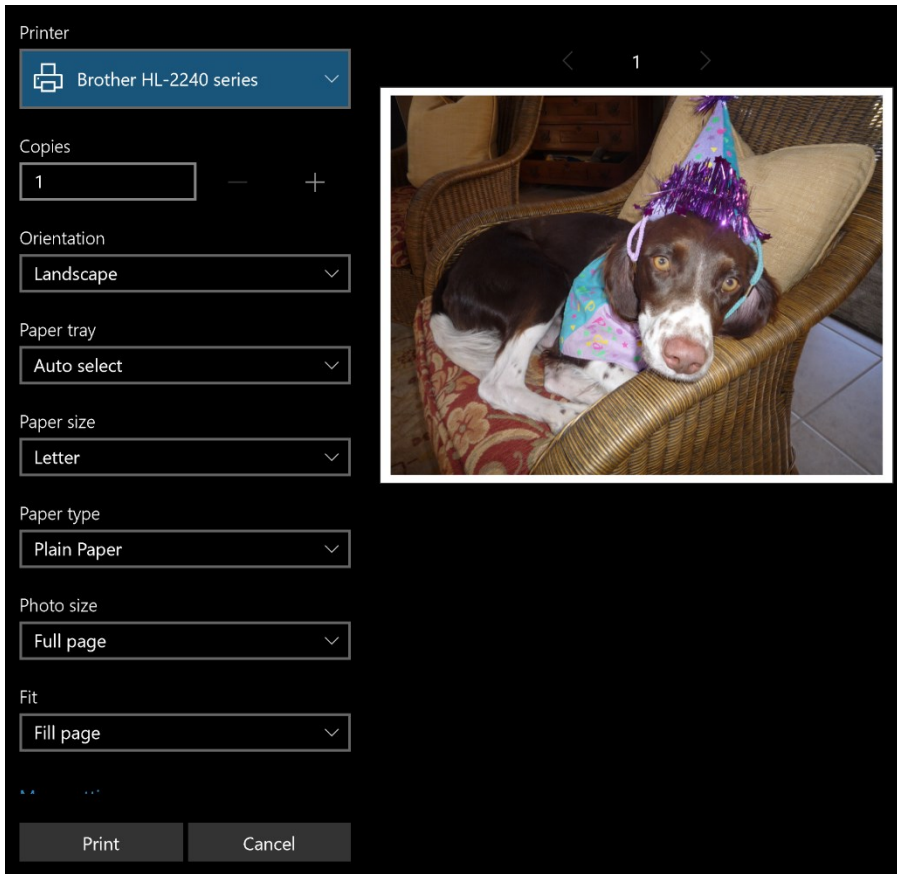 Printer
Brother HL-2240 series
1
Copies
1
Orientation
Landscape
Paper tray
Auto select
Paper size
Letter
Paper type
Plain Paper
Photo size
Full page
Fit
Fill page
Print
Cancel